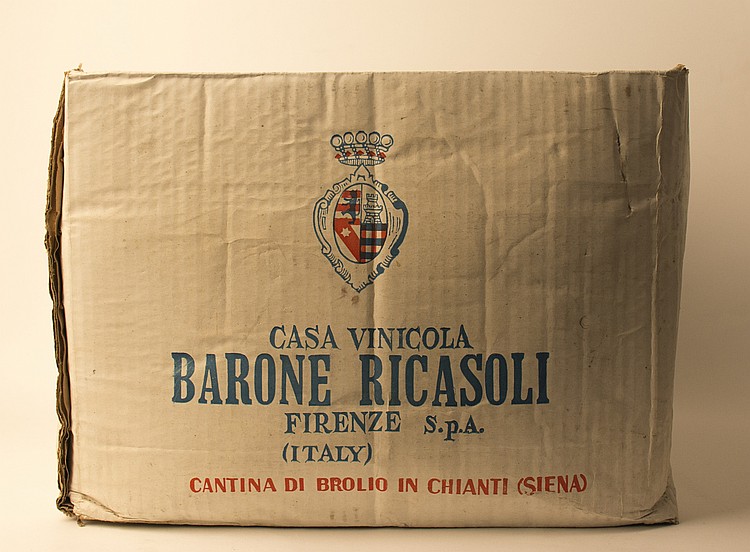 CASA VINICOLA
BARONE RICASOLI
FIRENZE S.p.A.
(ITALY)
CANTINA DI BROLIO IN CHIANTI (SIENA)